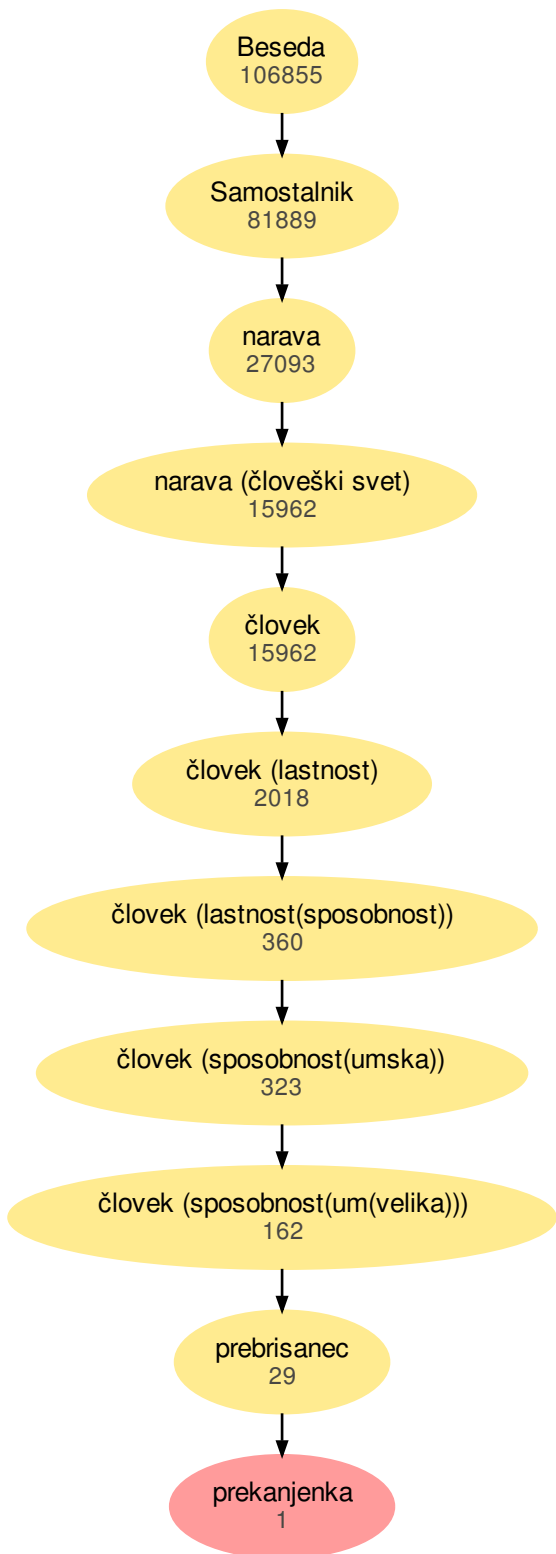 Beseda
106855
Samostalnik
81889
narava
27093
narava (človeški svet)
15962
človek
15962
človek (lastnost)
2018
človek (lastnost(sposobnost))
360
človek (sposobnost(umska))
323
človek (sposobnost(um(velika)))
162
prebrisanec
29
prekanjenka
1